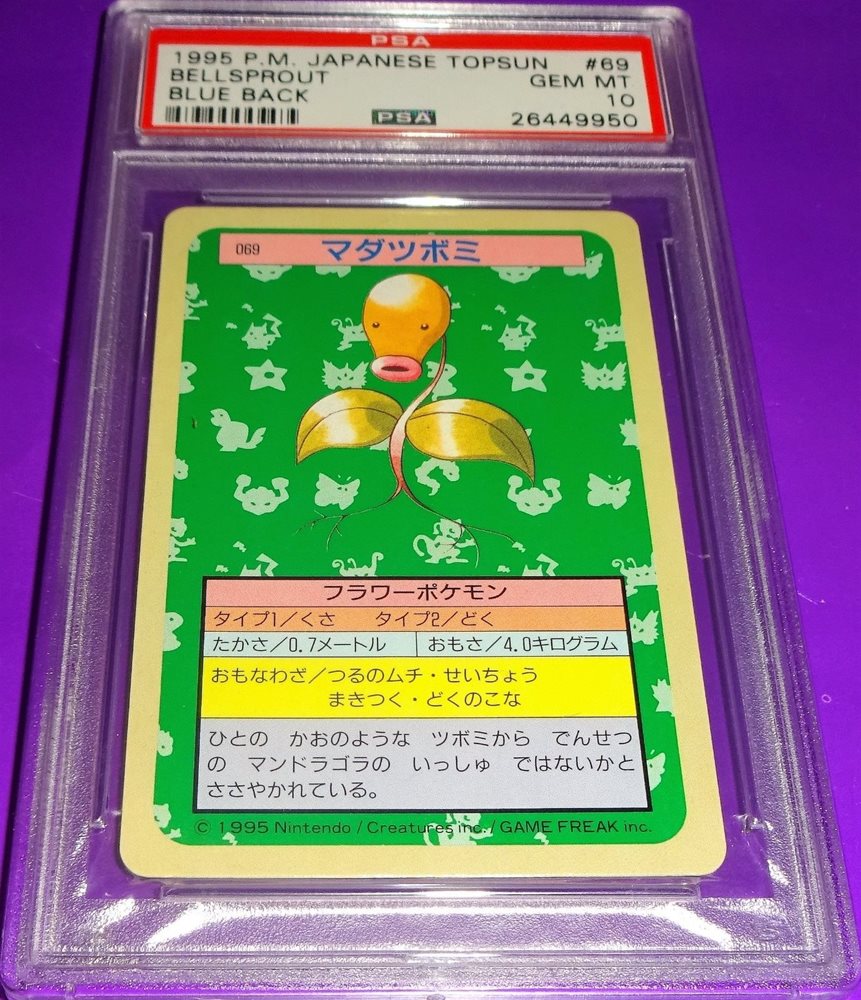 PSA
1995 P.M. JAPANESE TOPSUN #69
BELLSPROUT GEM MT
BLUE BACK 10
PSA 26449950
069 マダツボミ
フラワーポケモン
タイプ1/くさ タイプ2/どく
たかさ/0.7メートル おもさ/4.0キログラム
おもなわざ/つるのムチ・せいちょう
まきつく・どくのこな
ひとの かおのような ツボミから でんせつ
の マンドラゴラの いっしゅ ではないかと
ささやかれている。
© 1995 Nintendo / Creatures inc. / GAME FREAK inc.